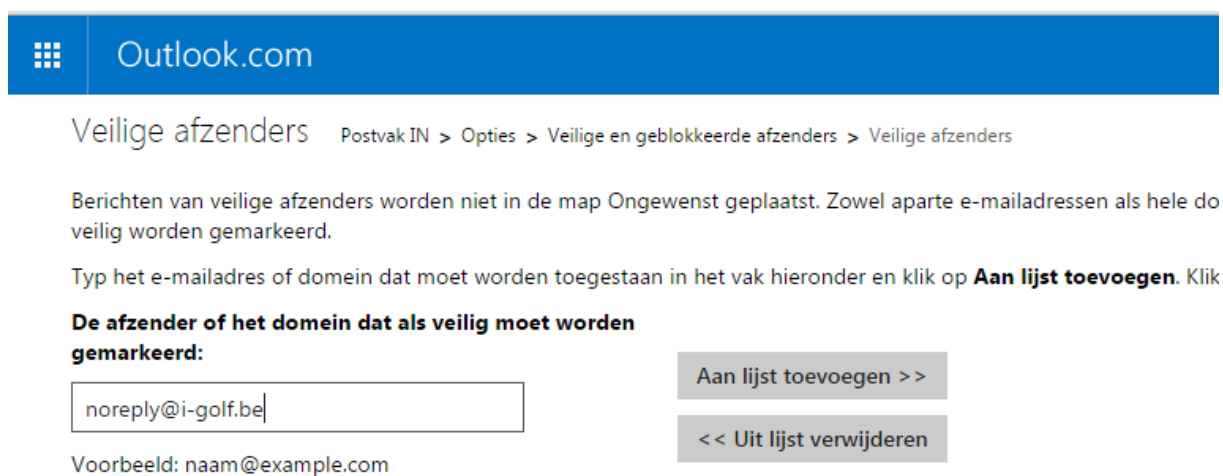 Outlook.com
Veilige afzenders Postvak IN > Opties > Veilige en geblokkeerde afzenders > Veilige afzenders
Berichten van veilige afzenders worden niet in de map Ongewenst geplaatst. Zowel aparte e-mailadressen als hele do
veilig worden gemarkeerd.
Typ het e-mailadres of domein dat moet worden toegestaan in het vak hieronder en klik op Aan lijst toevoegen. Klik
De afzender of het domein dat als veilig moet worden
gemarkeerd:
Aan lijst toevoegen >>
noreply@i-golf.be
<< Uit lijst verwijderen
Voorbeeld: naam@example.com